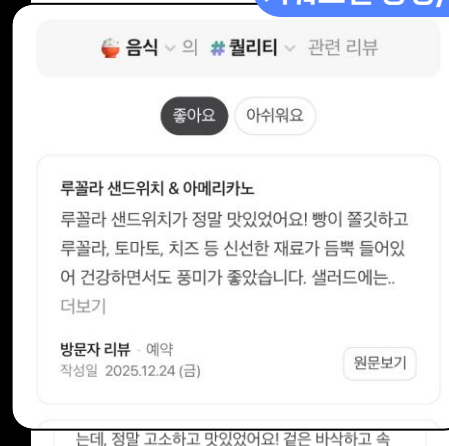 음식 의 #퀄리티 관련 리뷰
좋아요 아쉬워요
루꼴라 샌드위치 & 아메리카노
루꼴라 샌드위치가 정말 맛있었어요! 빵이 쫄깃하고
루꼴라, 토마토, 치즈 등 신선한 재료가 듬뿍 들어있
어 건강하면서도 풍미가 좋았습니다. 샐러드에는..
더보기
방문자 리뷰 · 예약
작성일 2025.12.24 (금)
원문보기
는데, 정말 고소하고 맛있었어요! 겉은 바삭하고 속